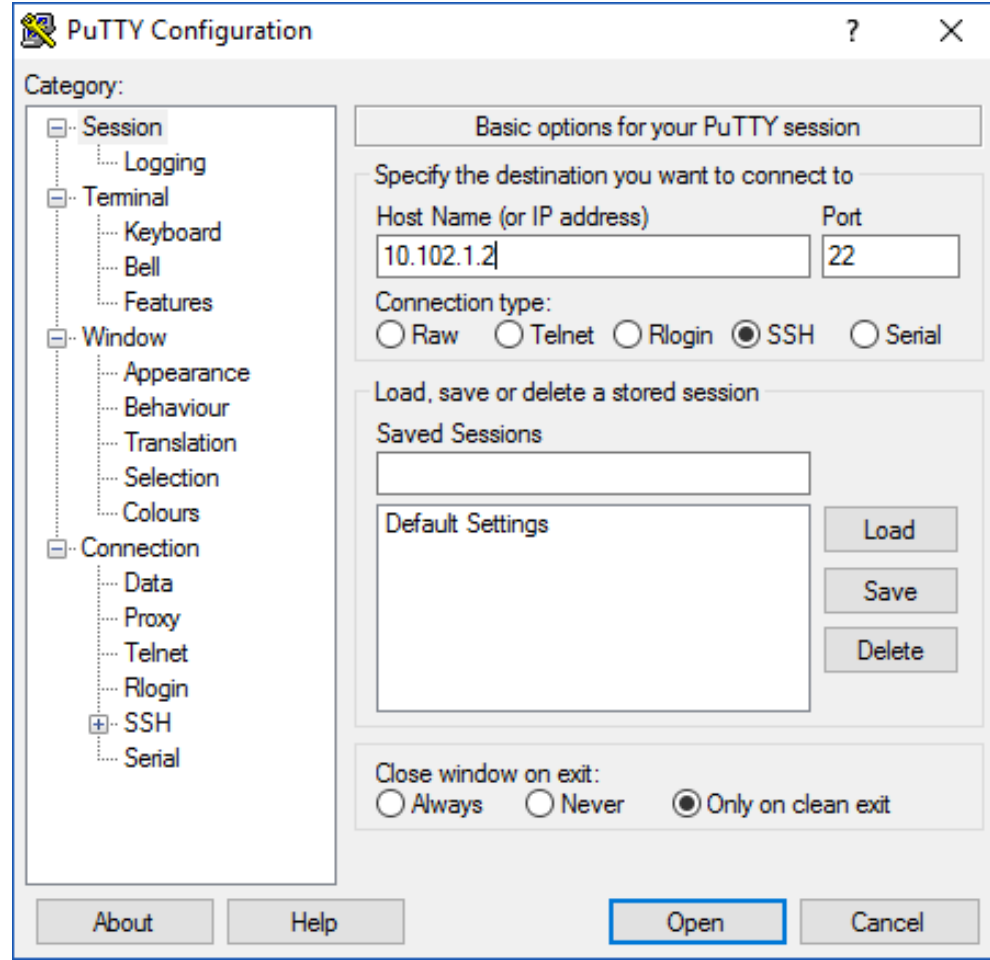 PuTTY Configuration
?
Category:
Session
Logging
Terminal
Keyboard
Bell
Features
Window
Appearance
Behaviour
Translation
Selection
Colours
Connection
Data
Proxy
Telnet
Rlogin
SSH
Serial
Basic options for your PuTTY session
Specify the destination you want to connect to
Host Name (or IP address) Port
10.102.1.2 22
Connection type:
Raw Telnet Rlogin SSH Serial
Load, save or delete a stored session
Saved Sessions
Default Settings
Load
Save
Delete
Close window on exit:
Always Never Only on clean exit
About Help Open Cancel